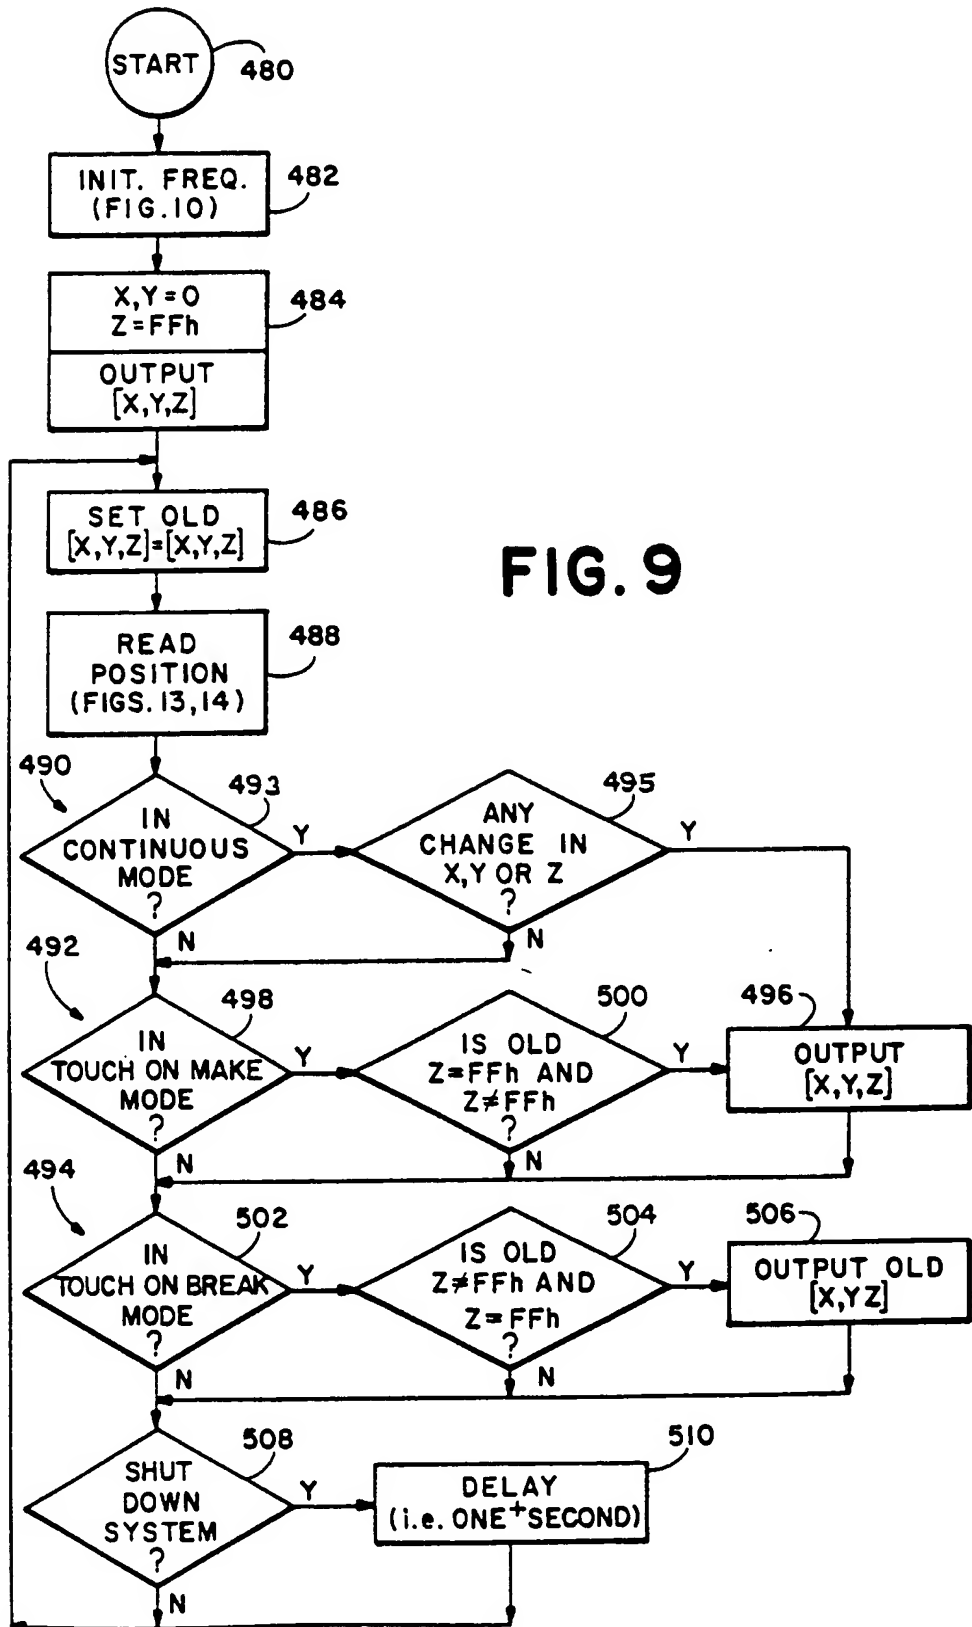 START
480
INIT. FREQ.
(FIG. 10)
482
X,Y=0
Z=FFh
484
OUTPUT
[X,Y,Z]
SET OLD
[X,Y,Z]=[X,Y,Z]
486
FIG. 9
READ
POSITION
(FIGS. 13,14)
488
490
IN
CONTINUOUS
MODE
?
493
Y
N
ANY
CHANGE IN
X,Y OR Z
?
495
Y
N
492
IN
TOUCH ON MAKE
MODE
?
498
Y
N
IS OLD
Z=FFh AND
Z≠FFh
?
500
Y
N
496
OUTPUT
[X,Y,Z]
494
IN
TOUCH ON BREAK
MODE
?
502
Y
N
IS OLD
Z≠FFh AND
Z=FFh
?
504
Y
N
506
OUTPUT OLD
[X,YZ]
SHUT
DOWN
SYSTEM
?
508
Y
N
DELAY
(i.e. ONE+SECOND)
510